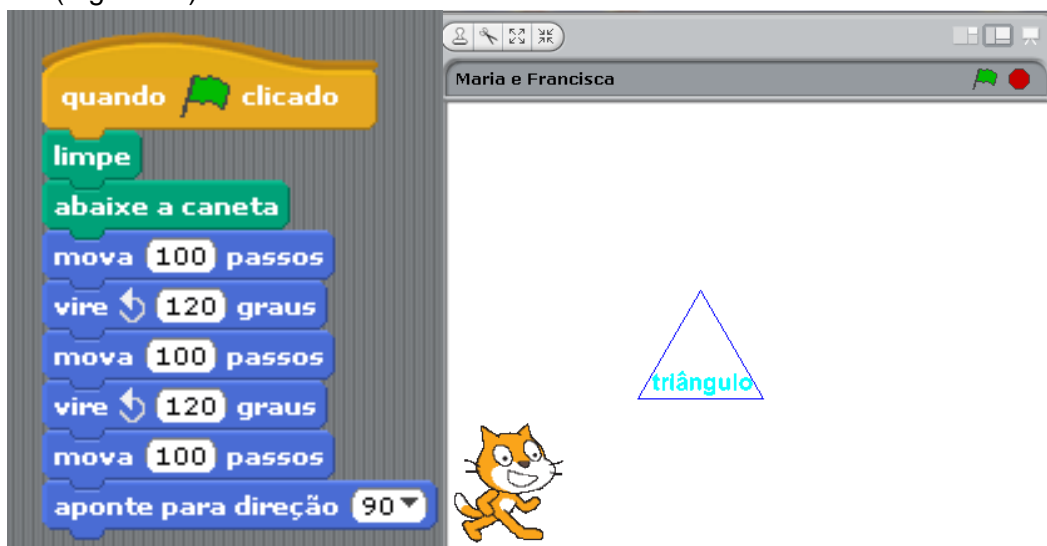 quando clicado
limpe
abaixe a caneta
mova 100 passos
vire 120 graus
mova 100 passos
vire 120 graus
mova 100 passos
aponte para direção 90
Maria e Francisca
triângulo